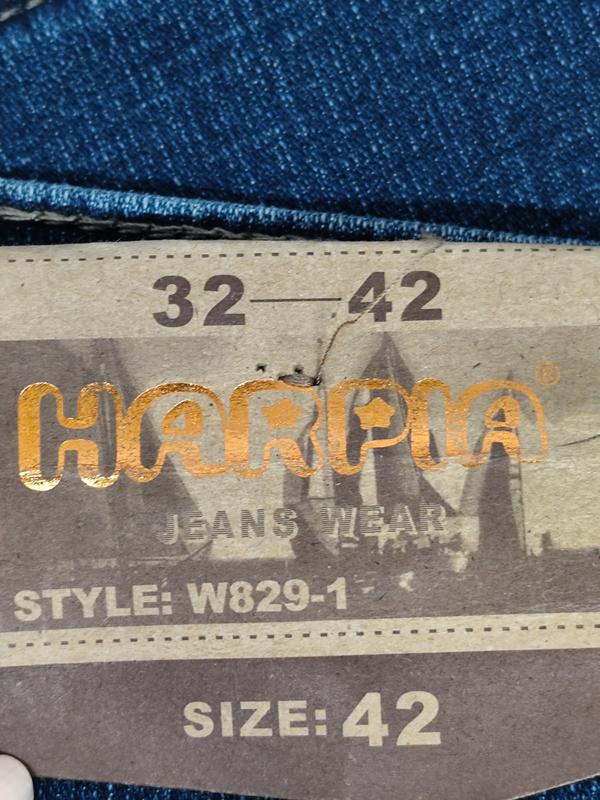 32—42
HARPIA®
JEANS WEAR
STYLE: W829-1
SIZE: 42